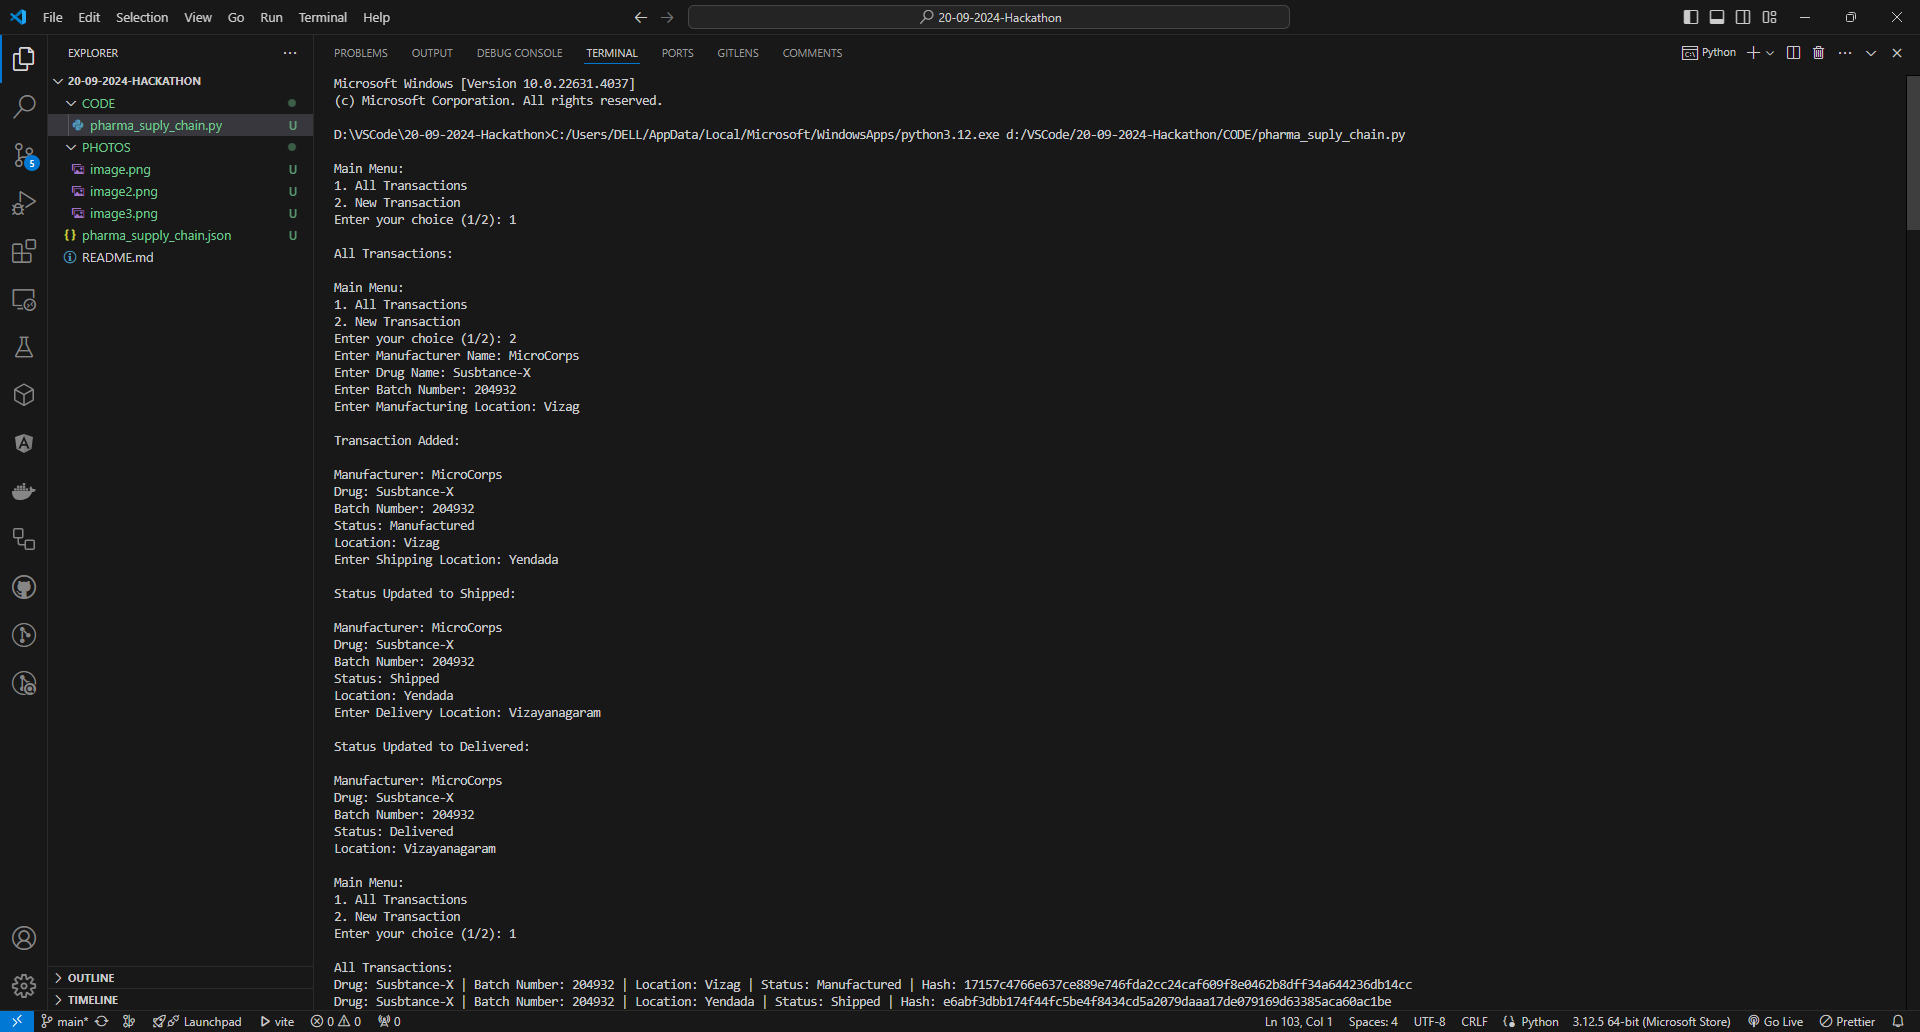 File Edit Selection View Go Run Terminal Help
20-09-2024-Hackathon
EXPLORER
20-09-2024-HACKATHON
CODE
pharma_suply_chain.py U
PHOTOS
image.png U
image2.png U
image3.png U
pharma_supply_chain.json U
README.md
5
OUTLINE
TIMELINE
PROBLEMS OUTPUT DEBUG CONSOLE TERMINAL PORTS GITLENS COMMENTS
Python
Microsoft Windows [Version 10.0.22631.4037]
(c) Microsoft Corporation. All rights reserved.
D:\VSCode\20-09-2024-Hackathon>C:/Users/DELL/AppData/Local/Microsoft/WindowsApps/python3.12.exe d:/VSCode/20-09-2024-Hackathon/CODE/pharma_suply_chain.py
Main Menu:
1. All Transactions
2. New Transaction
Enter your choice (1/2): 1
All Transactions:
Main Menu:
1. All Transactions
2. New Transaction
Enter your choice (1/2): 2
Enter Manufacturer Name: MicroCorps
Enter Drug Name: Susbtance-X
Enter Batch Number: 204932
Enter Manufacturing Location: Vizag
Transaction Added:
Manufacturer: MicroCorps
Drug: Susbtance-X
Batch Number: 204932
Status: Manufactured
Location: Vizag
Enter Shipping Location: Yendada
Status Updated to Shipped:
Manufacturer: MicroCorps
Drug: Susbtance-X
Batch Number: 204932
Status: Shipped
Location: Yendada
Enter Delivery Location: Vizayanagaram
Status Updated to Delivered:
Manufacturer: MicroCorps
Drug: Susbtance-X
Batch Number: 204932
Status: Delivered
Location: Vizayanagaram
Main Menu:
1. All Transactions
2. New Transaction
Enter your choice (1/2): 1
All Transactions:
Drug: Susbtance-X | Batch Number: 204932 | Location: Vizag | Status: Manufactured | Hash: 17157c4766e637ce889e746fda2cc24caf609f8e0462b8dff34a644236db14cc
Drug: Susbtance-X | Batch Number: 204932 | Location: Yendada | Status: Shipped | Hash: e6abf3dbb174f44fc5be4f8434cd5a2079daaa17de079169d63385aca60ac1be
main* Launchpad vite 0 0 0 Ln 103, Col 1 Spaces: 4 UTF-8 CRLF Python 3.12.5 64-bit (Microsoft Store) Go Live Prettier